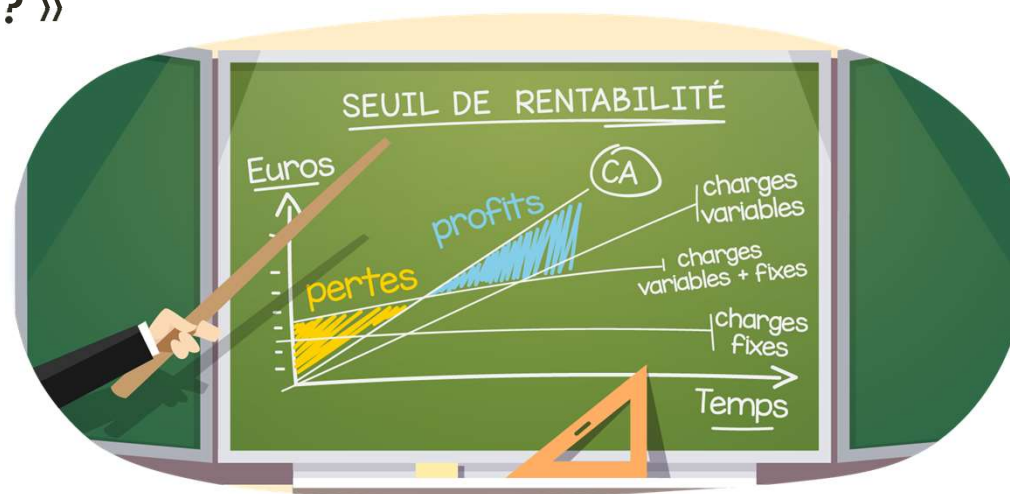 ? »
SEUIL DE RENTABILITÉ
Euros
CA
profits
charges
variables
pertes
charges
variables + fixes
charges
fixes
Temps